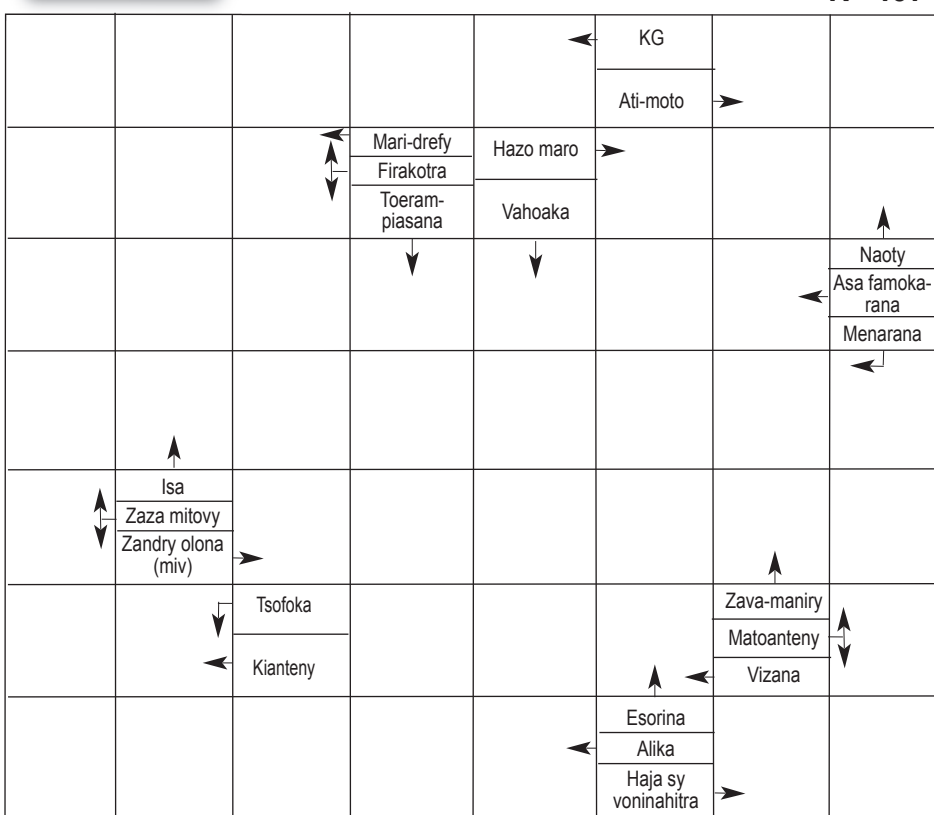 KG
Ati-moto
Mari-drefy
Firakotra
Toeram-
piasana
Hazo maro
Vahoaka
Naoty
Asa famoka-
rana
Menarana
Isa
Zaza mitovy
Zandry olona
(miv)
Tsofoka
Kianteny
Zava-maniry
Matoanteny
Vizana
Esorina
Alika
Haja sy
voninahitra